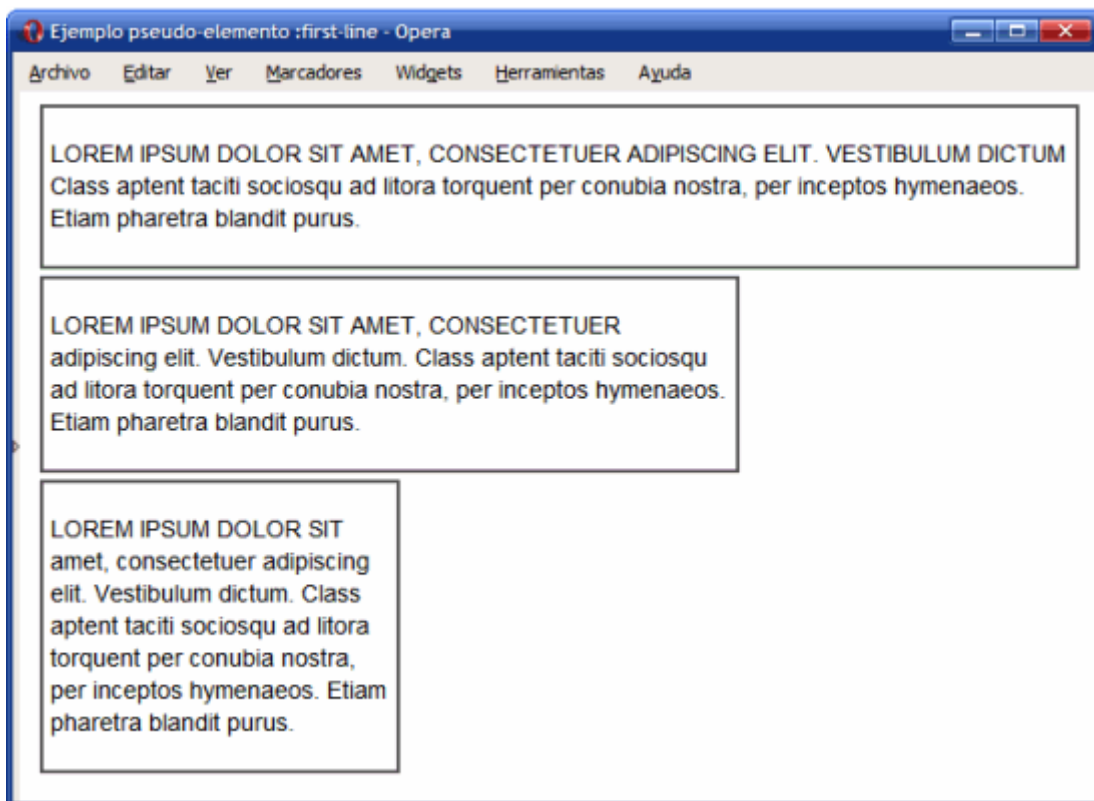 Ejemplo pseudo-elemento :first-line - Opera
Archivo Editar Ver Marcadores Widgets Herramientas Ayuda
LOREM IPSUM DOLOR SIT AMET, CONSECTETUER ADIPISCING ELIT. VESTIBULUM DICTUM
Class aptent taciti sociosqu ad litora torquent per conubia nostra, per inceptos hymenaeos.
Etiam pharetra blandit purus.
LOREM IPSUM DOLOR SIT AMET, CONSECTETUER
adipiscing elit. Vestibulum dictum. Class aptent taciti sociosqu
ad litora torquent per conubia nostra, per inceptos hymenaeos.
Etiam pharetra blandit purus.
LOREM IPSUM DOLOR SIT
amet, consectetuer adipiscing
elit. Vestibulum dictum. Class
aptent taciti sociosqu ad litora
torquent per conubia nostra,
per inceptos hymenaeos. Etiam
pharetra blandit purus.